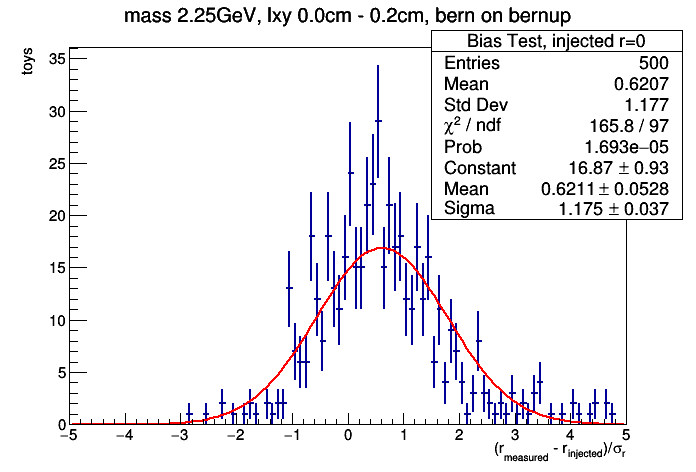 mass 2.25GeV, lxy 0.0cm - 0.2cm, bern on bernup
Bias Test, injected r=0
Entries 500
Mean 0.6207
Std Dev 1.177
χ² / ndf 165.8 / 97
Prob 1.693e−05
Constant 16.87 ± 0.93
Mean 0.6211 ± 0.0528
Sigma 1.175 ± 0.037
toys
35
30
25
20
15
10
5
0
−5 −4 −3 −2 −1 0 1 2 3 4 5
(r_measured - r_injected)/σ_r